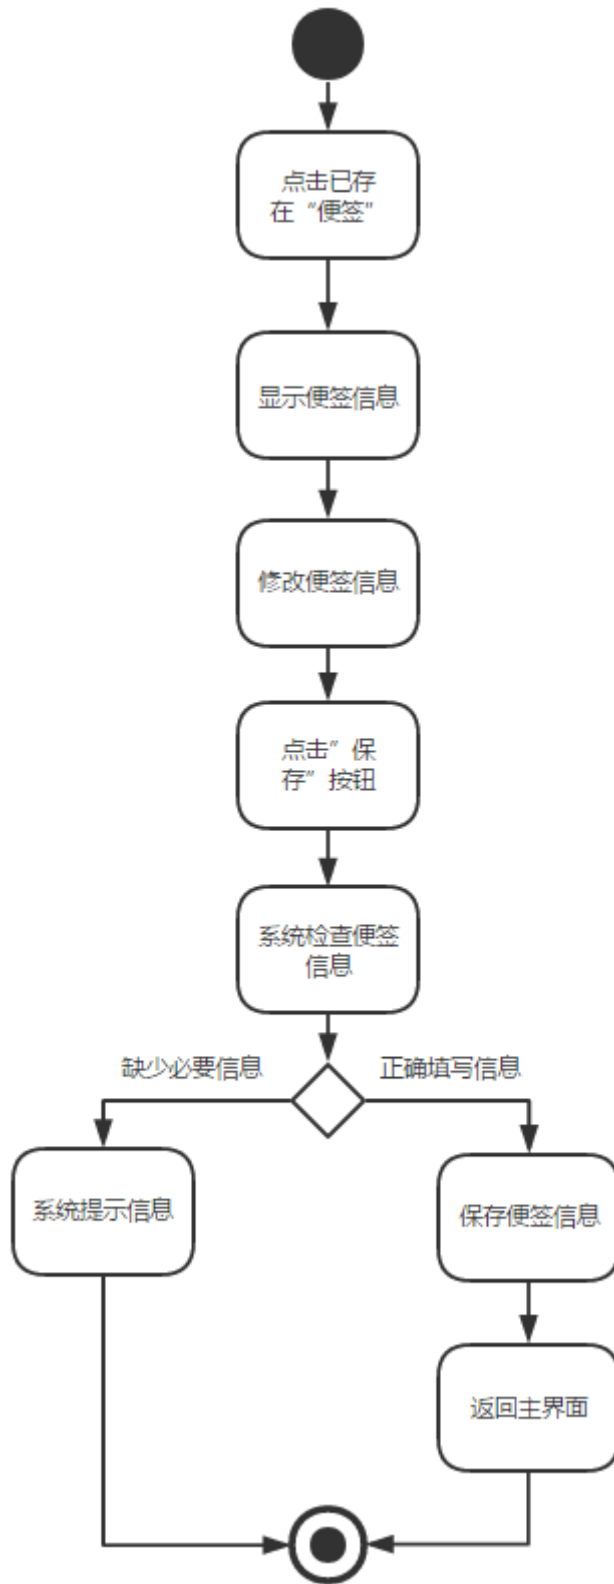 点击已存
在“便签”
显示便签信息
修改便签信息
点击”保
存”按钮
系统检查便签
信息
缺少必要信息
正确填写信息
系统提示信息
保存便签信息
返回主界面